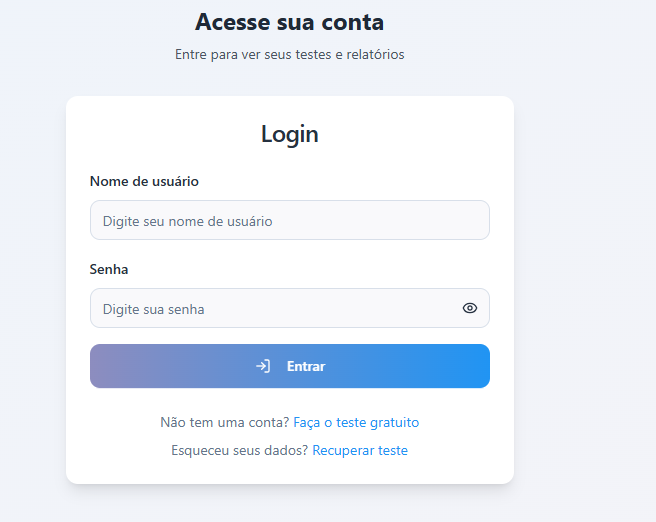 Acesse sua conta
Entre para ver seus testes e relatórios
Login
Nome de usuário
Digite seu nome de usuário
Senha
Digite sua senha
Entrar
Não tem uma conta? Faça o teste gratuito
Esqueceu seus dados? Recuperar teste